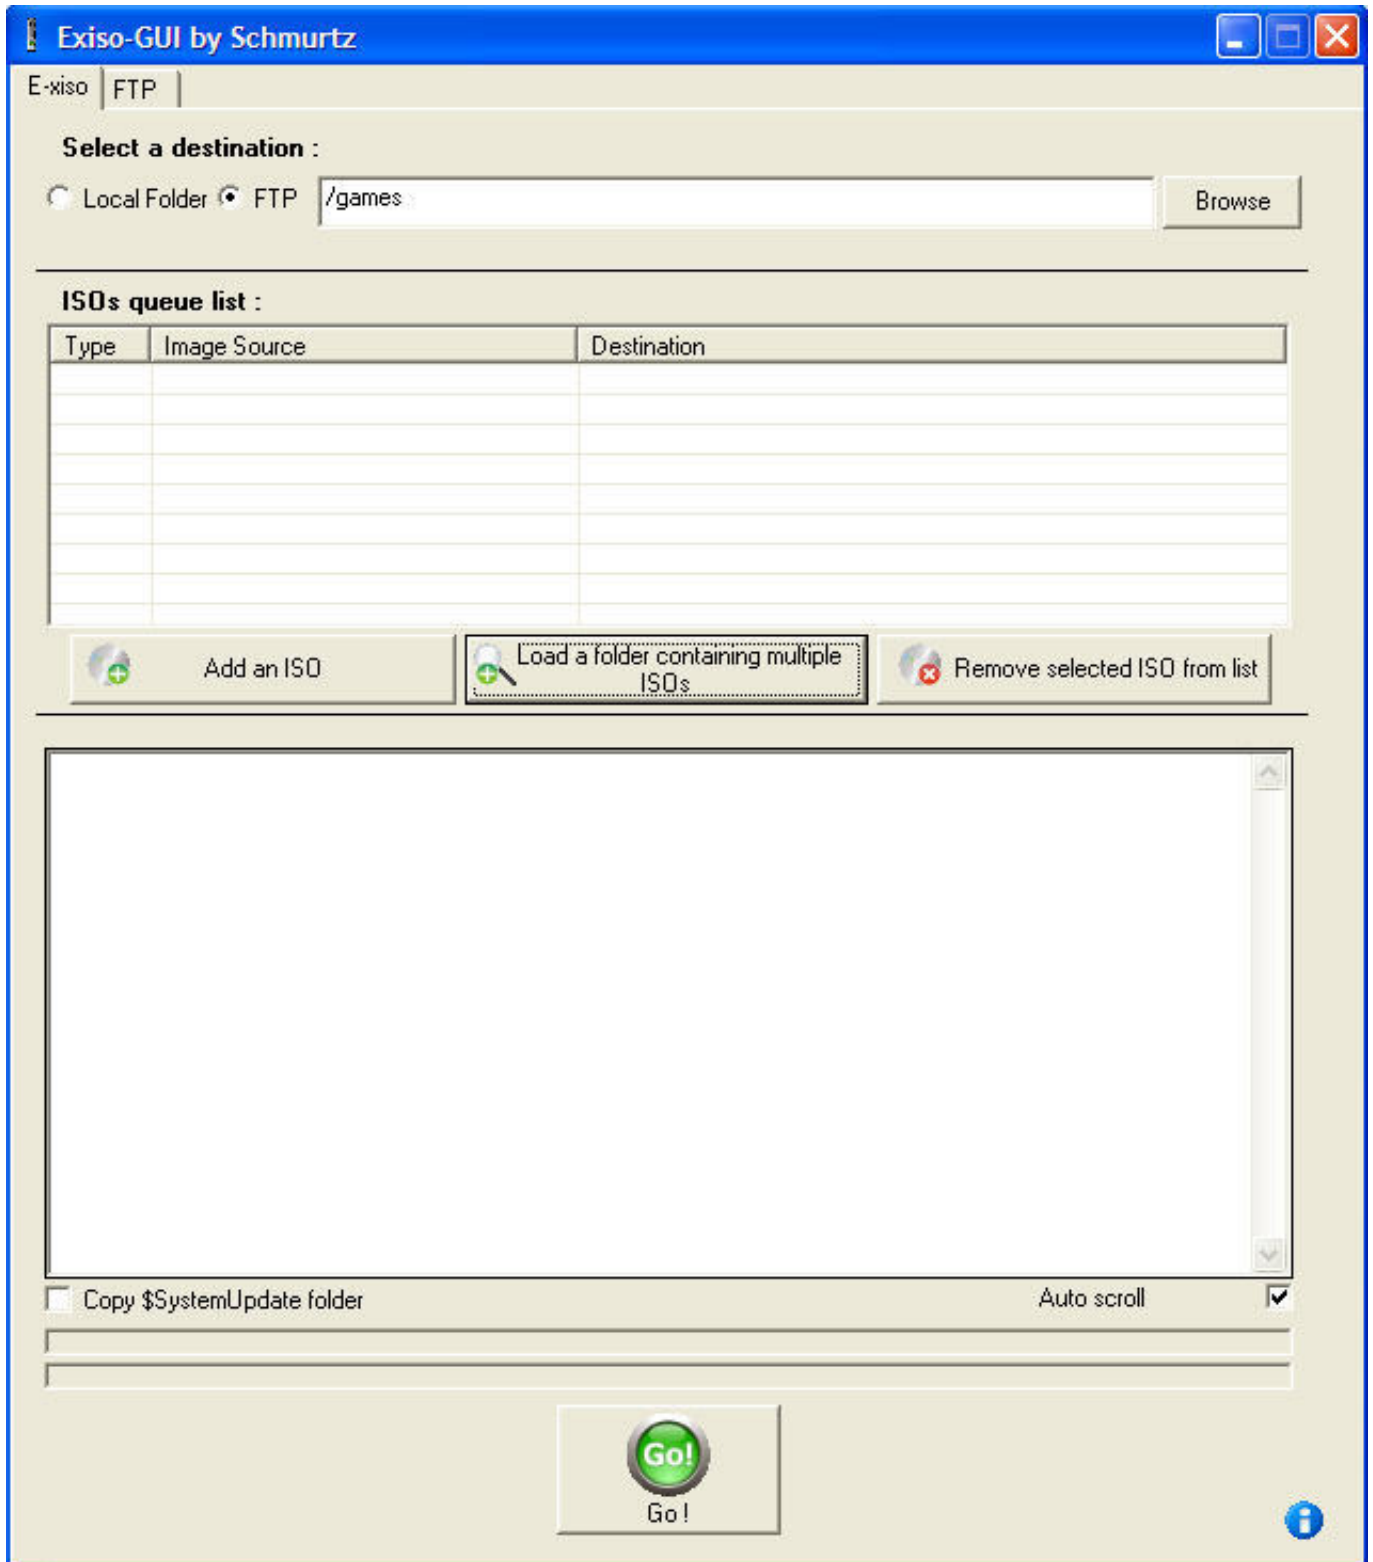 Exiso-GUI by Schmurtz
E-xiso FTP
Select a destination :
Local Folder FTP /games Browse
ISOs queue list :
Type Image Source Destination
Add an ISO
Load a folder containing multiple
ISOs
Remove selected ISO from list
Copy $SystemUpdate folder Auto scroll
Go!
Go !